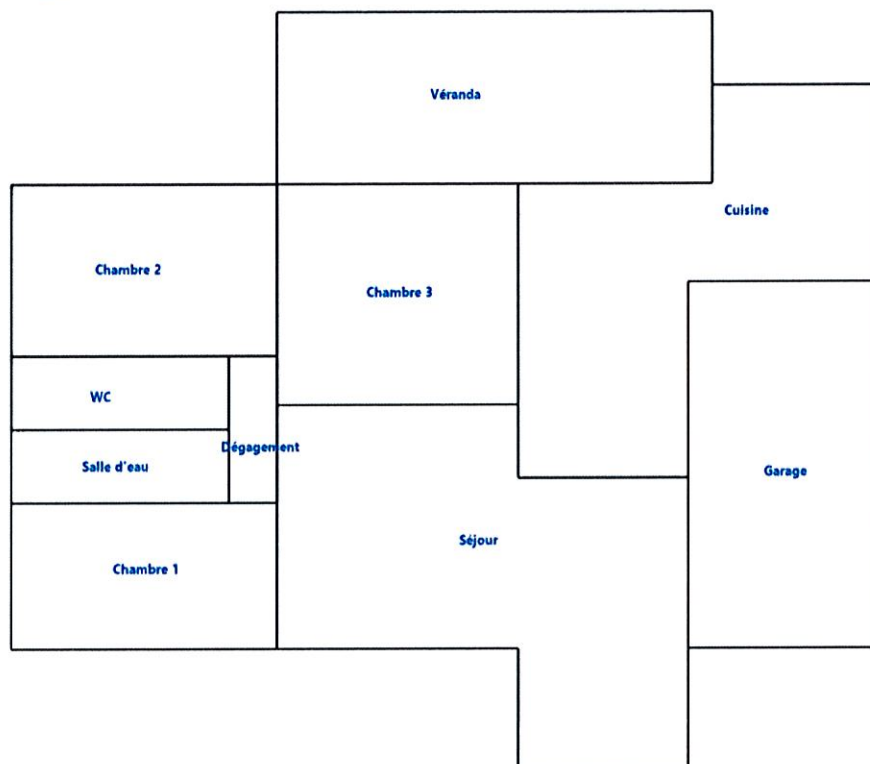 Véranda
Cuisine
Chambre 2
Chambre 3
WC
Dégagement
Salle d'eau
Garage
Séjour
Chambre 1